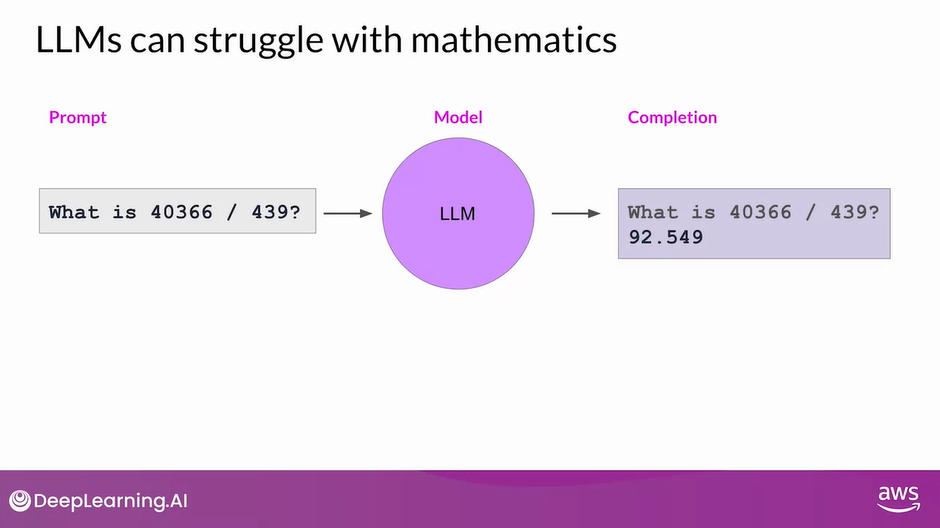 LLMs can struggle with mathematics
Prompt
Model
Completion
What is 40366 / 439?
LLM
What is 40366 / 439?
92.549
DeepLearning.AI
aws